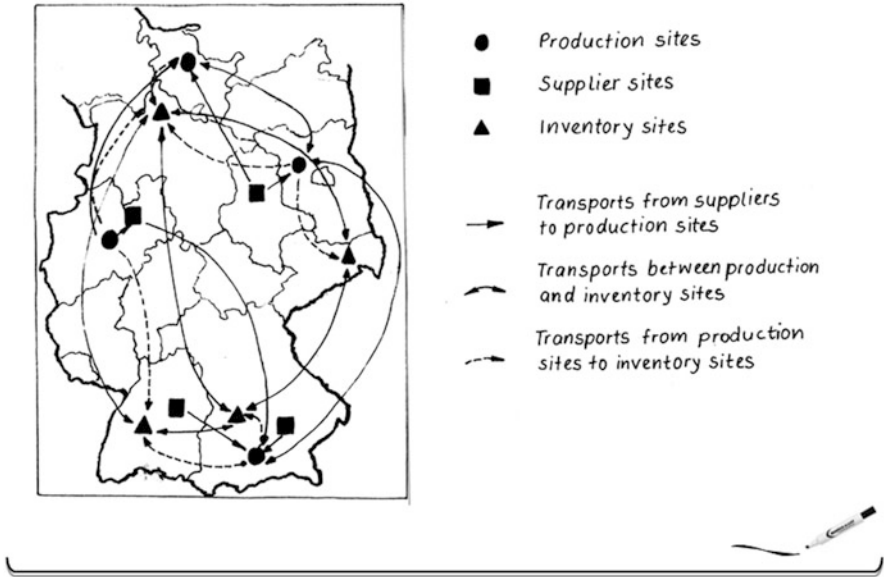 Production sites
Supplier sites
Inventory sites
Transports from suppliers
to production sites
Transports between production
and inventory sites
Transports from production
sites to inventory sites